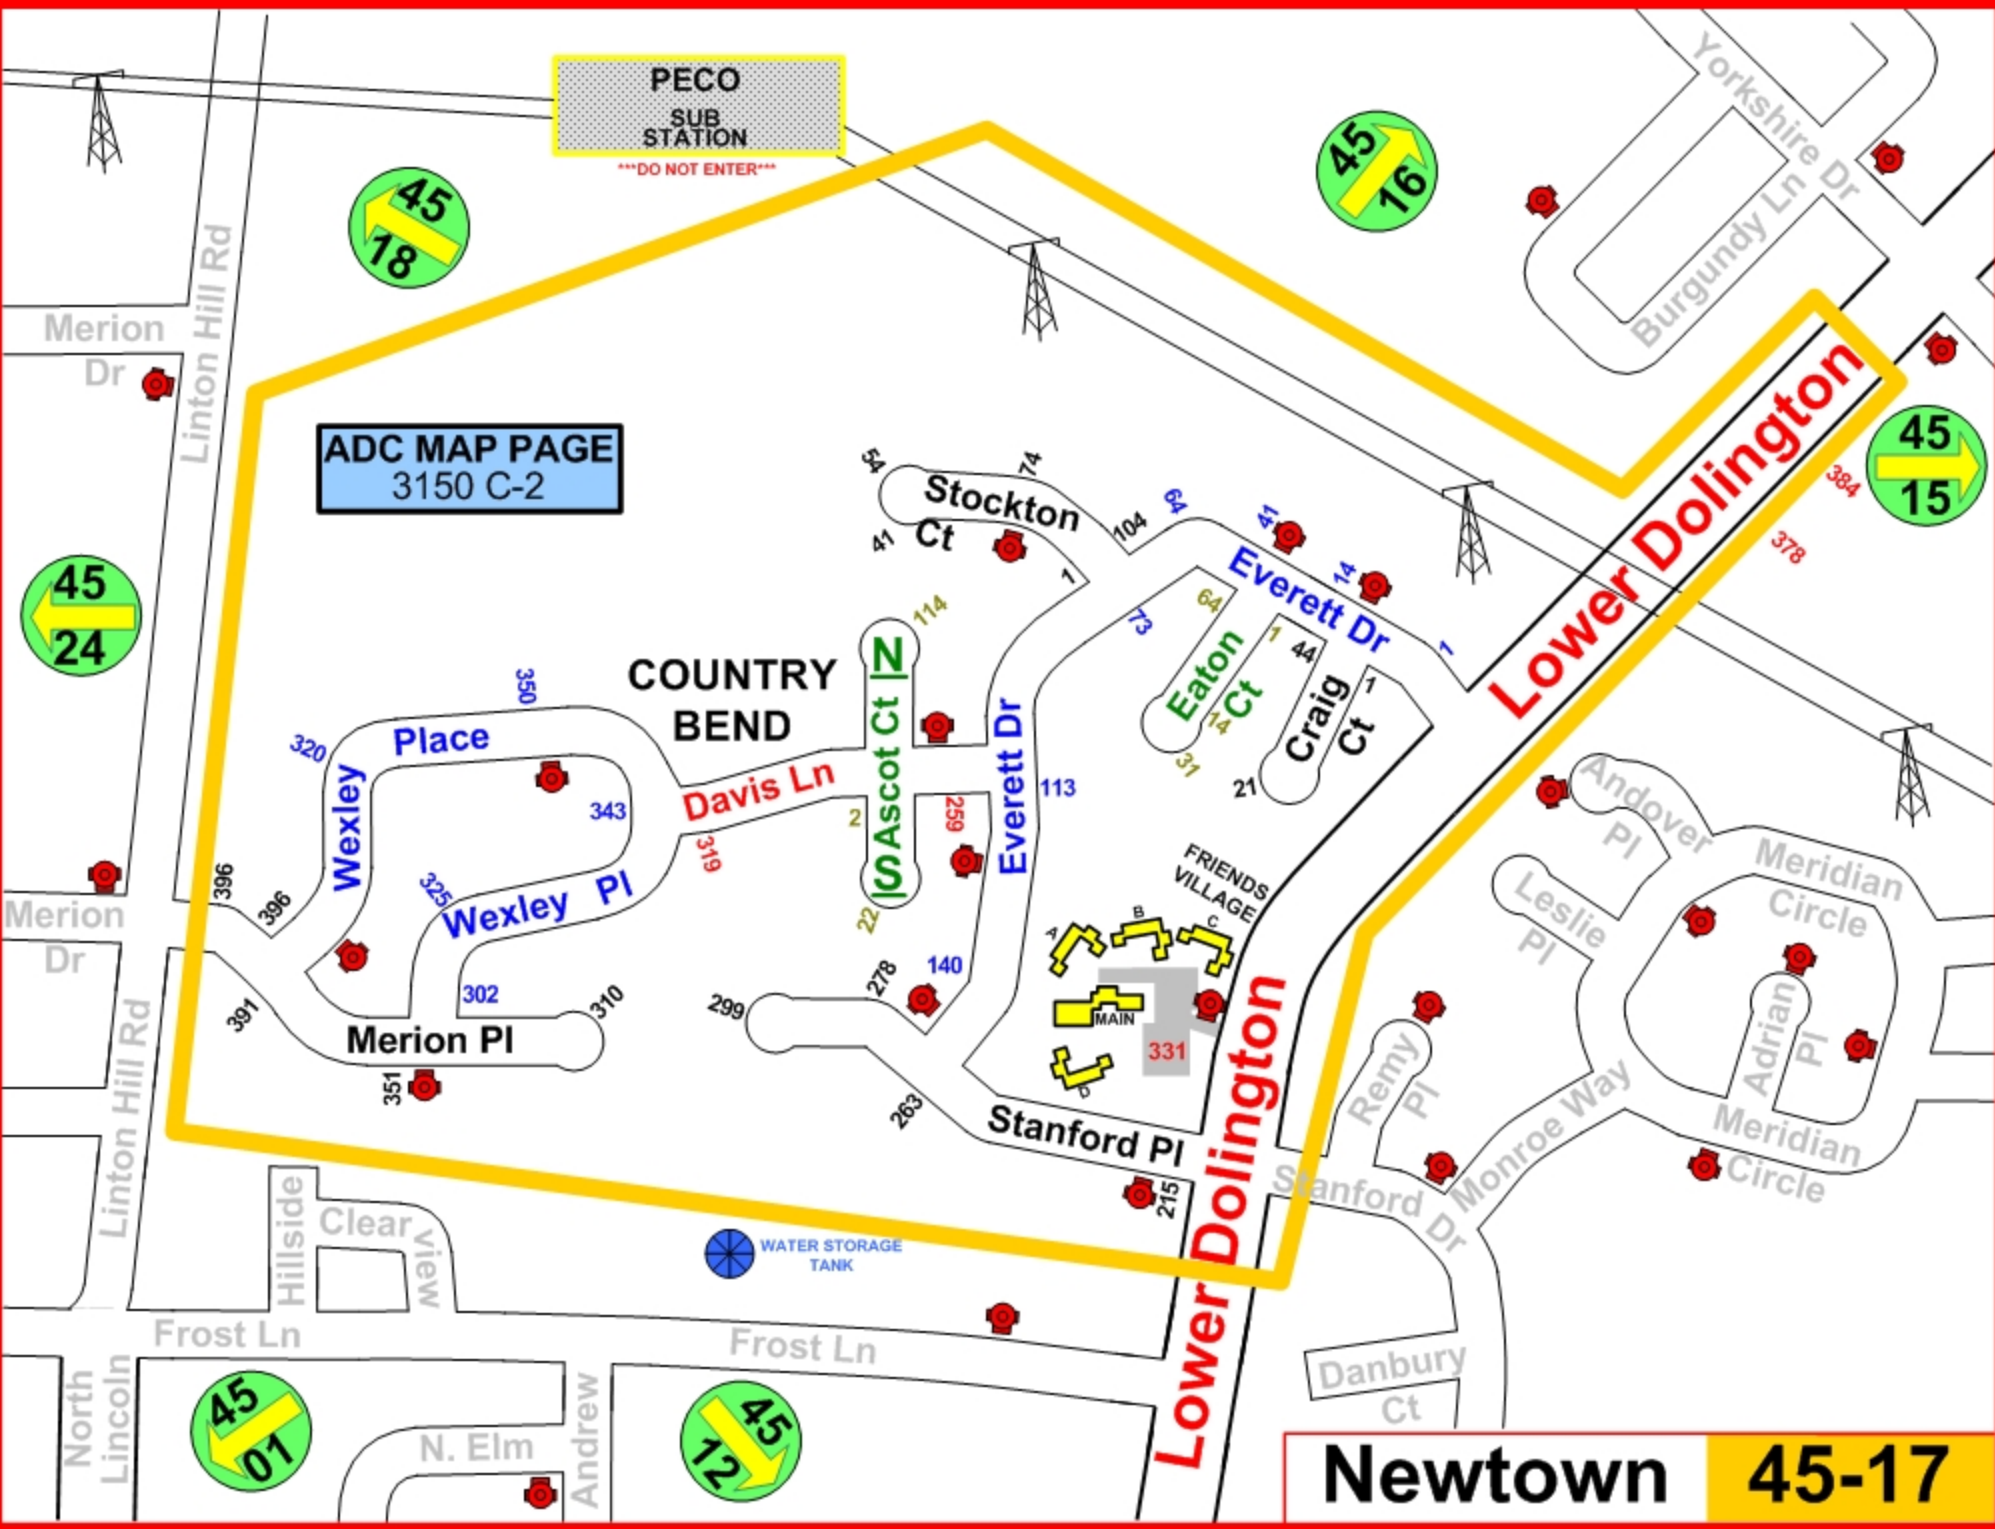 PECO
SUB
STATION
***DO NOT ENTER***
45
18
45
16
Yorkshire Dr
Burgundy Ln
Linton Hill Rd
Merion
Dr
ADC MAP PAGE
3150 C-2
Lower Dolington
45
15
384
378
54
74
Stockton
Ct
41
104
1
64
41
14
Everett Dr
1
73
64
Eaton
Ct
1
14
31
44
Craig
Ct
1
21
45
24
COUNTRY
BEND
114
N
Ascot Ct
S
2
22
350
320
Place
Wexley
343
325
Wexley Pl
302
Davis Ln
319
259
Everett Dr
113
140
396
396
391
Merion Pl
310
351
299
278
263
Stanford Pl
215
FRIENDS
VILLAGE
A
B
C
MAIN
D
331
Andover
Pl
Leslie
Pl
Meridian
Circle
Adrian
Pl
Remy
Pl
Monroe Way
Meridian
Circle
Stanford Dr
Lower Dolington
Merion
Dr
Linton Hill Rd
Hillside
Clear
view
WATER STORAGE
TANK
Frost Ln
Frost Ln
North
Lincoln
45
01
N. Elm
Andrew
45
12
Lower
Danbury
Ct
Newtown 45-17